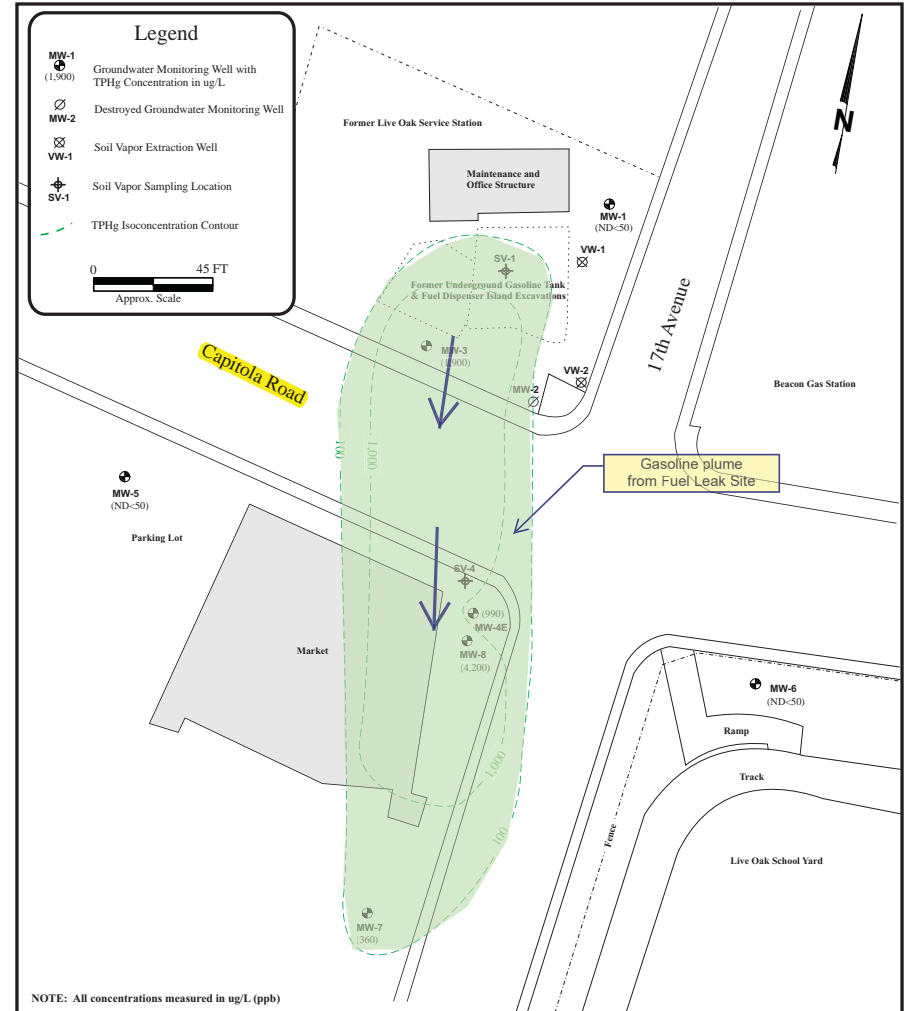 Legend
MW-1
(1,900)
Groundwater Monitoring Well with
TPHg Concentration in ug/L
MW-2
Destroyed Groundwater Monitoring Well
VW-1
Soil Vapor Extraction Well
SV-1
Soil Vapor Sampling Location
TPHg Isoconcentration Contour
0 45 FT
Approx. Scale
N
Former Live Oak Service Station
Maintenance and
Office Structure
MW-1
(ND<50)
VW-1
SV-1
Former Underground Gasoline Tank
& Fuel Dispenser Island Excavations
17th Avenue
MW-3
(1,900)
Capitola Road
VW-2
MW-2
Beacon Gas Station
100
1,000
Gasoline plume
from Fuel Leak Site
MW-5
(ND<50)
Parking Lot
SV-4
(990)
MW-4E
MW-8
(4,200)
Market
MW-6
(ND<50)
Ramp
Track
1,000
100
Fence
Live Oak School Yard
MW-7
(360)
NOTE: All concentrations measured in ug/L (ppb)